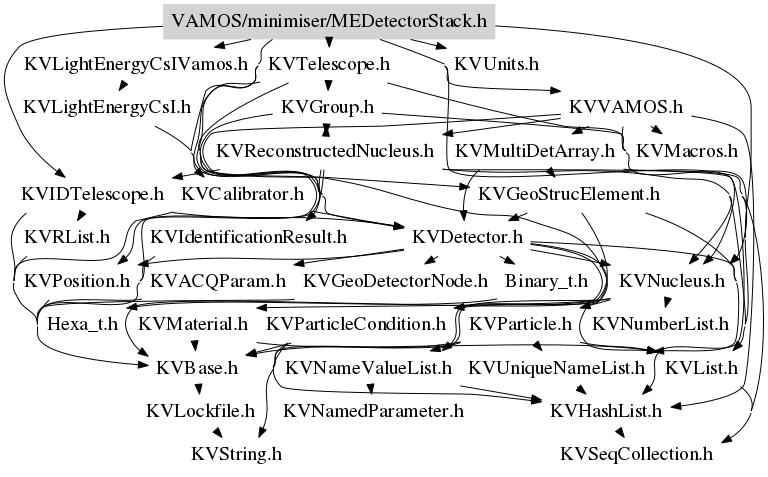 VAMOS/minimiser/MEDetectorStack.h
KVLightEnergyCsIVamos.h KVTelescope.h KVUnits.h
KVLightEnergyCsI.h KVGroup.h KVVAMOS.h
KVReconstructedNucleus.h KVMultiDetArray.h KVMacros.h
KVIDTelescope.h KVCalibrator.h KVGeoStrucElement.h
KVRList.h KVIdentificationResult.h KVDetector.h
KVPosition.h KVACQParam.h KVGeoDetectorNode.h Binary_t.h KVNucleus.h
Hexa_t.h KVMaterial.h KVParticleCondition.h KVParticle.h KVNumberList.h
KVBase.h KVNameValueList.h KVUniqueNameList.h KVList.h
KVLockfile.h KVNamedParameter.h KVHashList.h
KVString.h KVSeqCollection.h